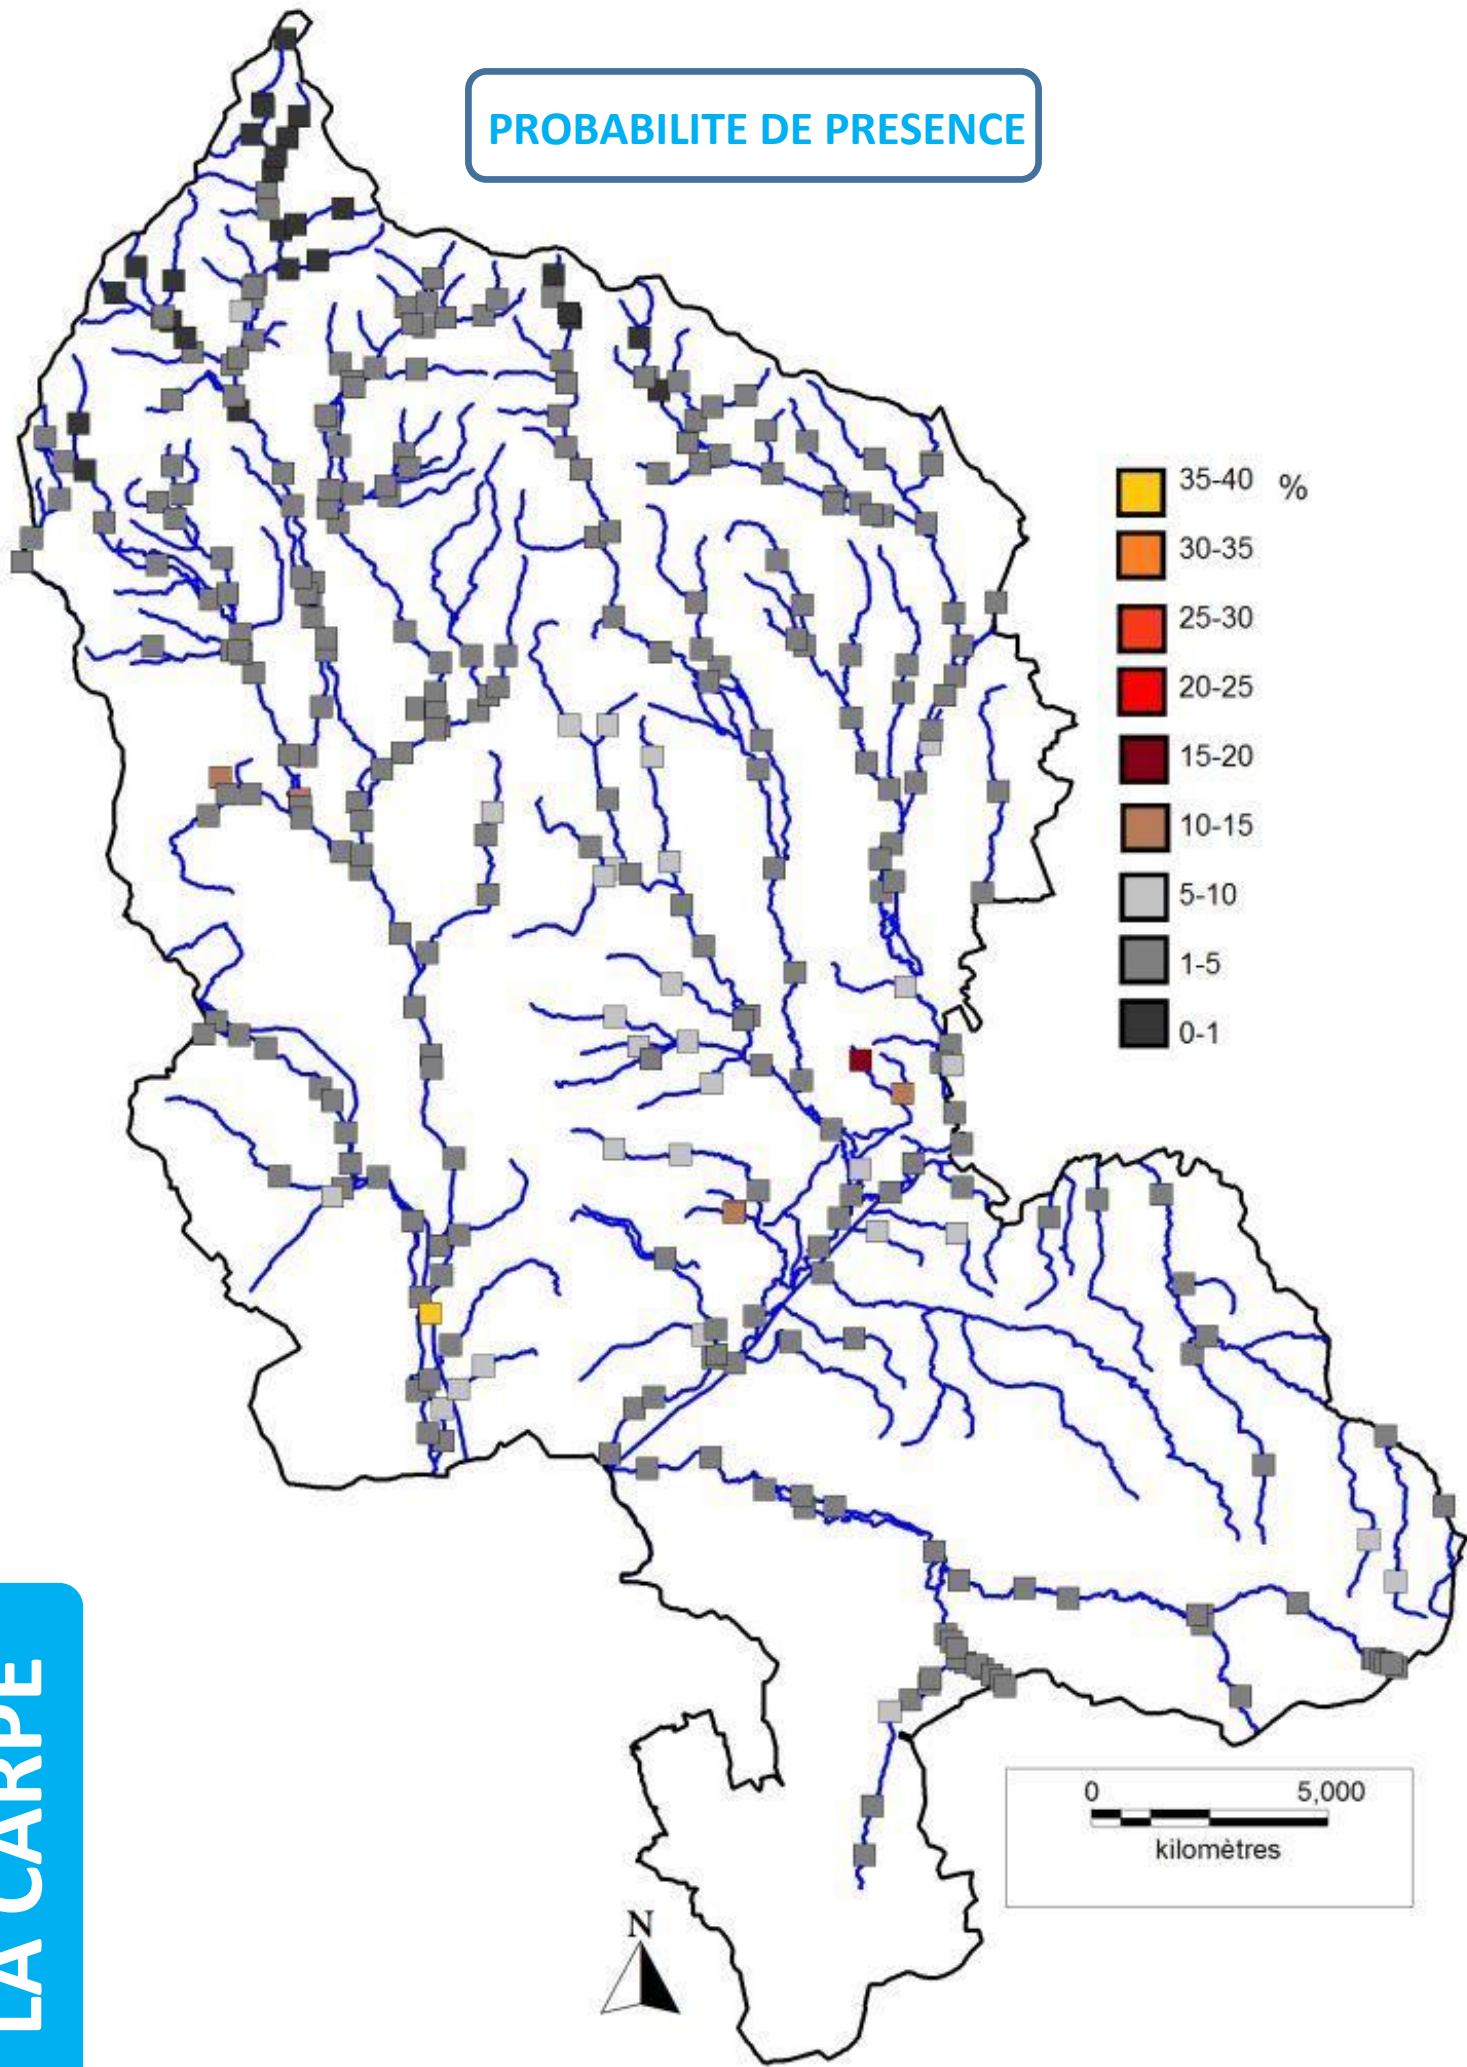 PROBABILITE DE PRESENCE
35-40 %
30-35
25-30
20-25
15-20
10-15
5-10
1-5
0-1
LA CARPE
0 5,000
kilomètres
N